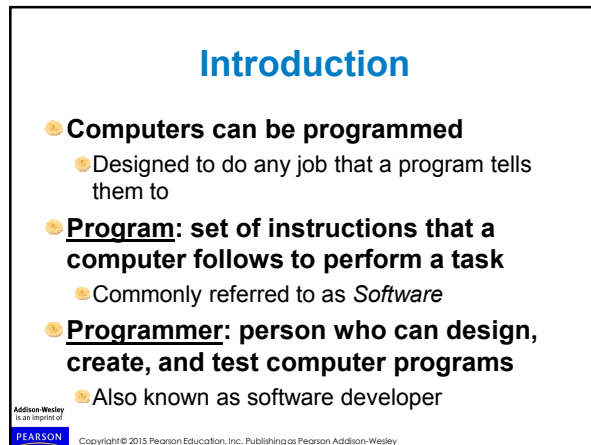 Introduction
Computers can be programmed
Designed to do any job that a program tells
them to
Program: set of instructions that a
computer follows to perform a task
Commonly referred to as Software
Programmer: person who can design,
create, and test computer programs
Also known as software developer
Addison-Wesley
is an imprint of
PEARSON
Copyright © 2015 Pearson Education, Inc. Publishing as Pearson Addison-Wesley